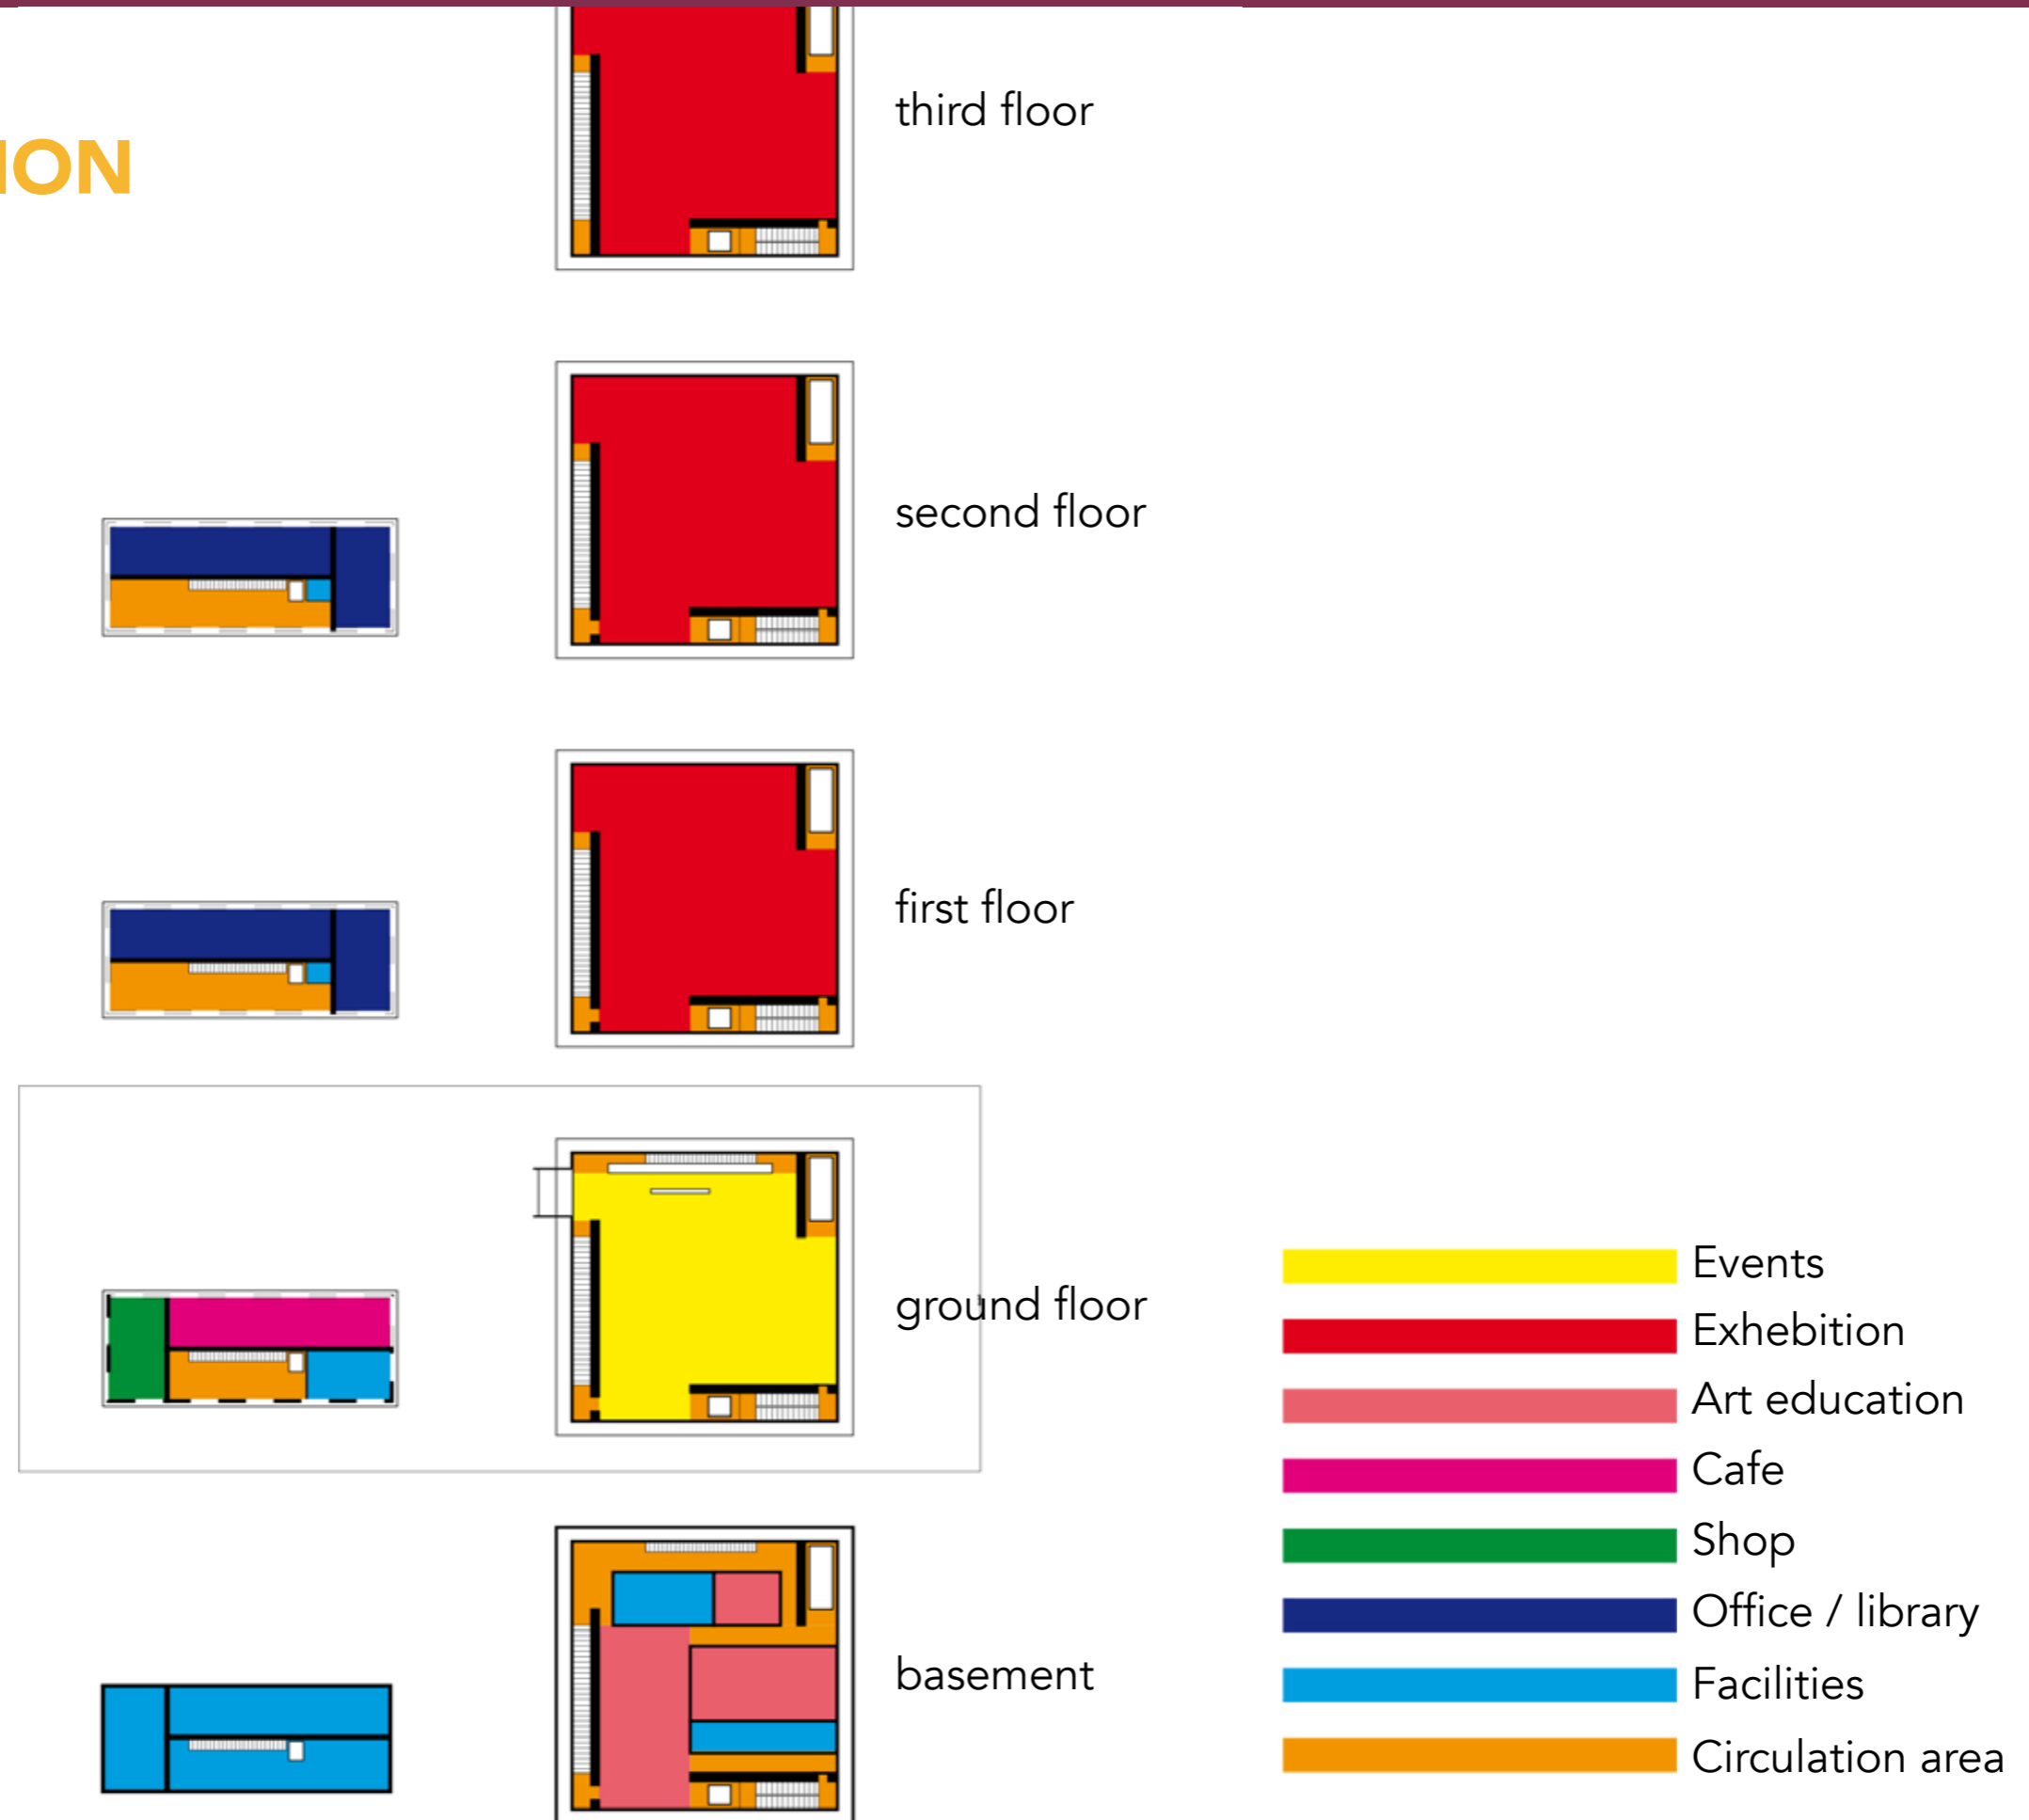 ION
third floor
second floor
first floor
ground floor
basement
Events
Exhebition
Art education
Cafe
Shop
Office / library
Facilities
Circulation area